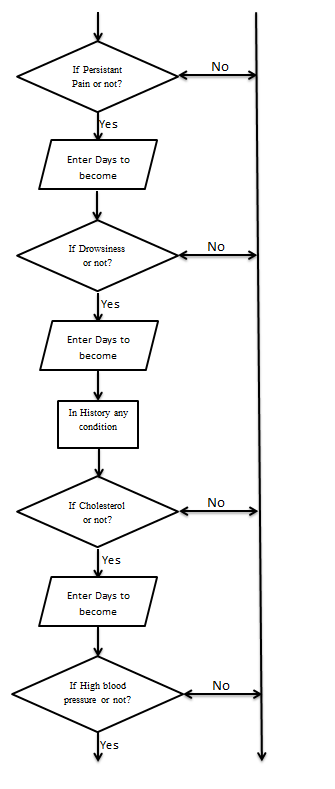 If Persistant
Pain or not?
No
Yes
Enter Days to
become
If Drowsiness
or not?
No
Yes
Enter Days to
become
In History any
condition
If Cholesterol
or not?
No
Yes
Enter Days to
become
If High blood
pressure or not?
No
Yes